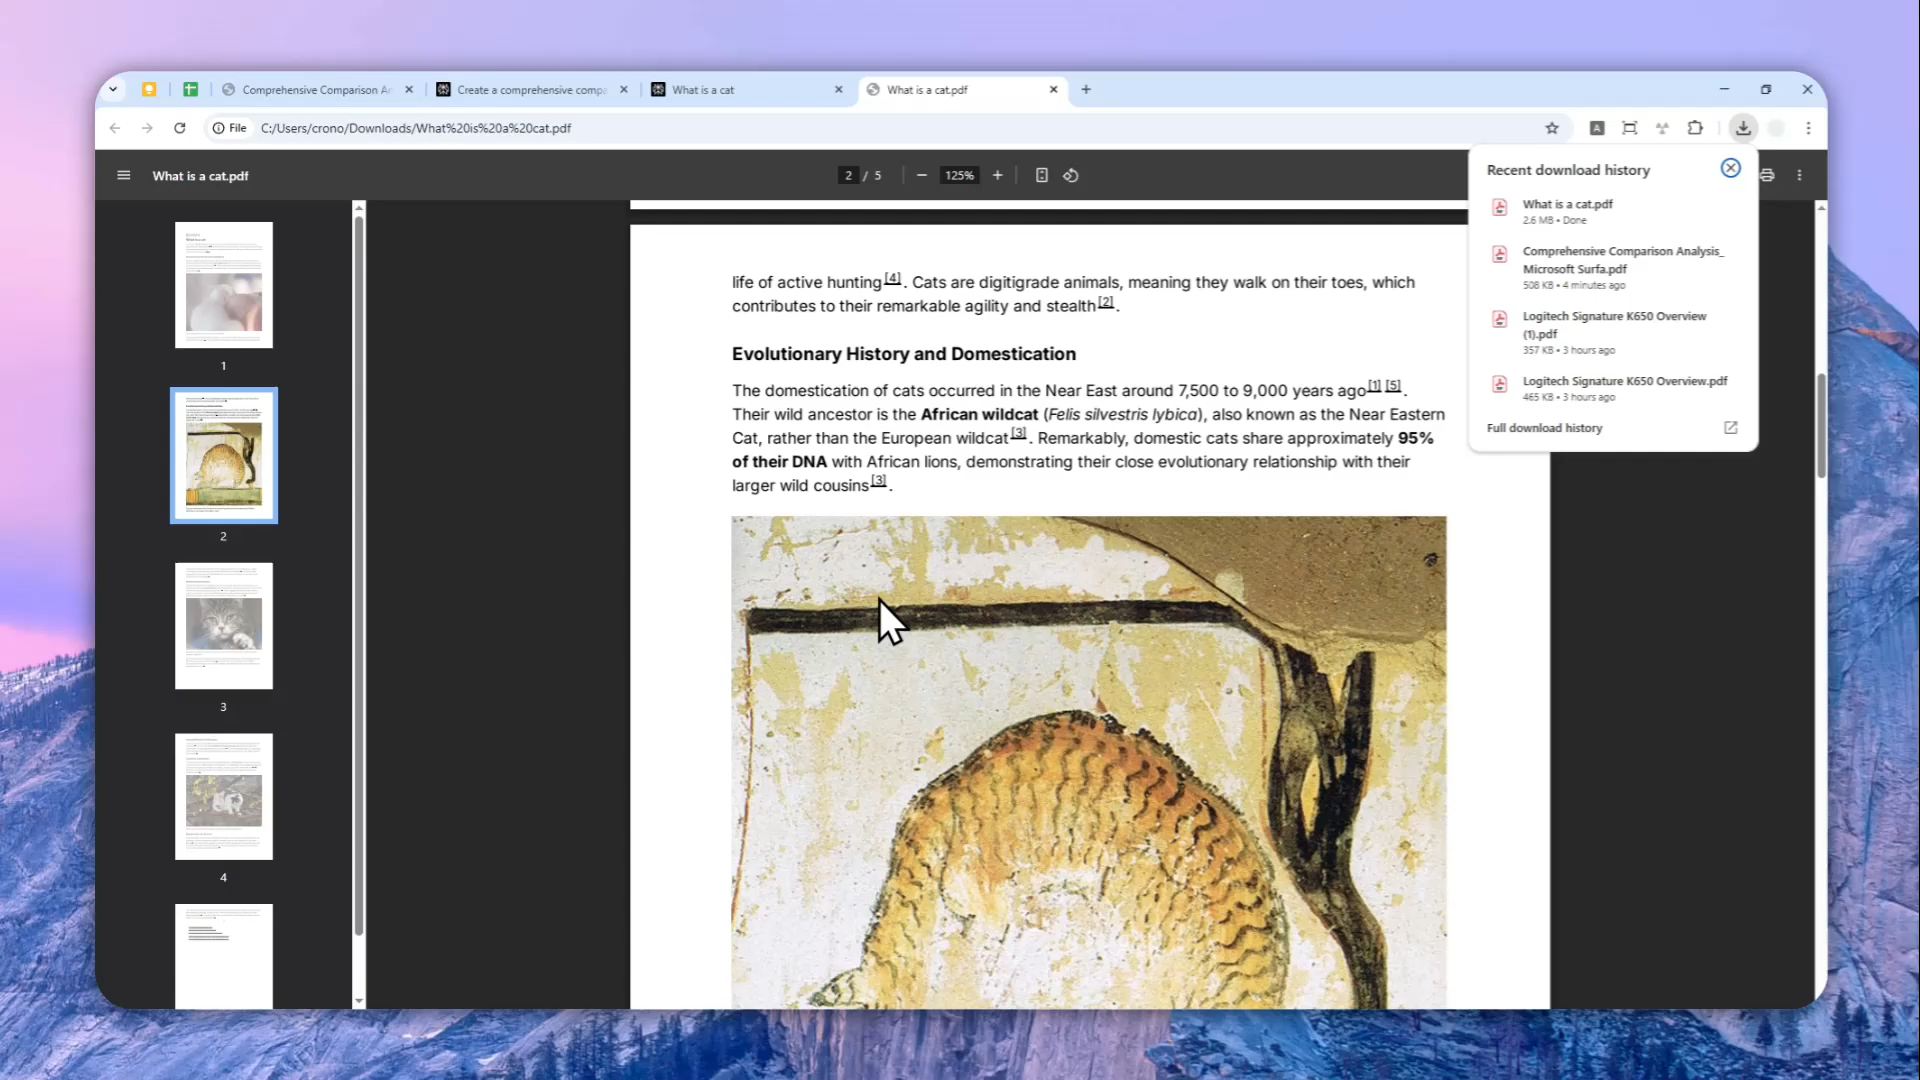 Comprehensive Comparison An
Create a comprehensive compa
What is a cat
What is a cat.pdf
File
C:/Users/crono/Downloads/What%20is%20a%20cat.pdf
What is a cat.pdf
2 / 5
125%
Recent download history
What is a cat.pdf
2.6 MB • Done
Comprehensive Comparison Analysis_
Microsoft Surfa.pdf
508 KB • 4 minutes ago
Logitech Signature K650 Overview
(1).pdf
357 KB • 3 hours ago
Logitech Signature K650 Overview.pdf
465 KB • 3 hours ago
Full download history
1
2
3
4
life of active hunting[4]. Cats are digitigrade animals, meaning they walk on their toes, which
contributes to their remarkable agility and stealth[2].
Evolutionary History and Domestication
The domestication of cats occurred in the Near East around 7,500 to 9,000 years ago[1] [5].
Their wild ancestor is the African wildcat (Felis silvestris lybica), also known as the Near Eastern
Cat, rather than the European wildcat[3]. Remarkably, domestic cats share approximately 95%
of their DNA with African lions, demonstrating their close evolutionary relationship with their
larger wild cousins[3].